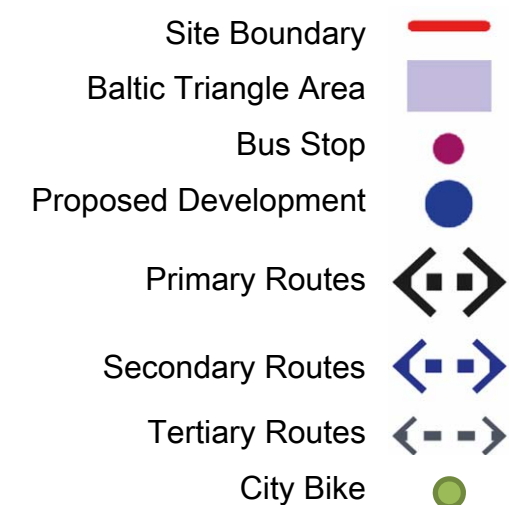 Site Boundary
Baltic Triangle Area
Bus Stop
Proposed Development
Primary Routes
Secondary Routes
Tertiary Routes
City Bike